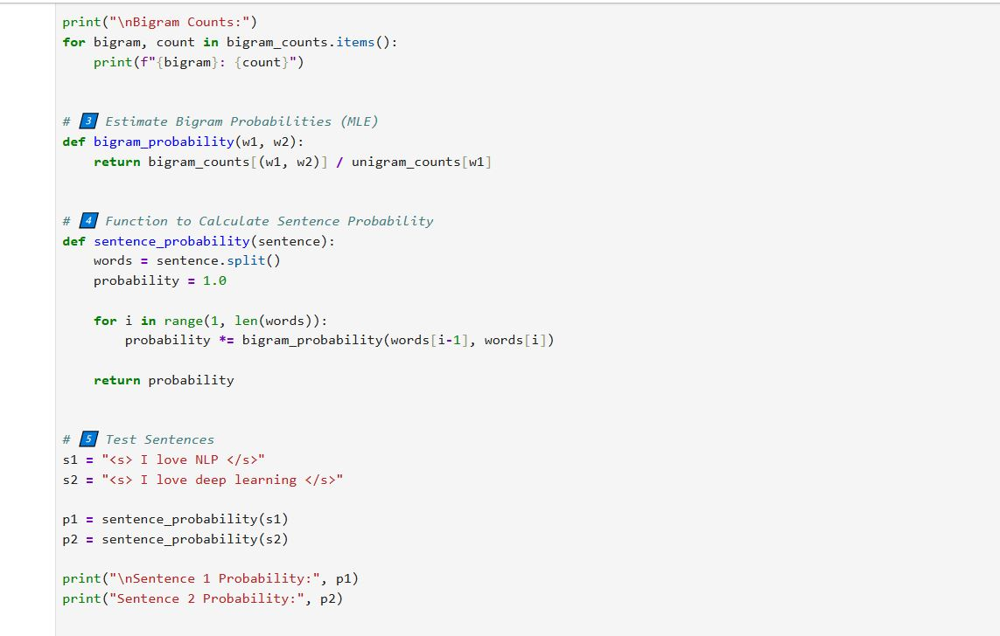 print("\nBigram Counts:")
for bigram, count in bigram_counts.items():
    print(f"{bigram}: {count}")
# 3️⃣ Estimate Bigram Probabilities (MLE)
def bigram_probability(w1, w2):
    return bigram_counts[(w1, w2)] / unigram_counts[w1]
# 4️⃣ Function to Calculate Sentence Probability
def sentence_probability(sentence):
    words = sentence.split()
    probability = 1.0
    for i in range(1, len(words)):
        probability *= bigram_probability(words[i-1], words[i])
    return probability
# 5️⃣ Test Sentences
s1 = "<s> I love NLP </s>"
s2 = "<s> I love deep learning </s>"
p1 = sentence_probability(s1)
p2 = sentence_probability(s2)
print("\nSentence 1 Probability:", p1)
print("Sentence 2 Probability:", p2)